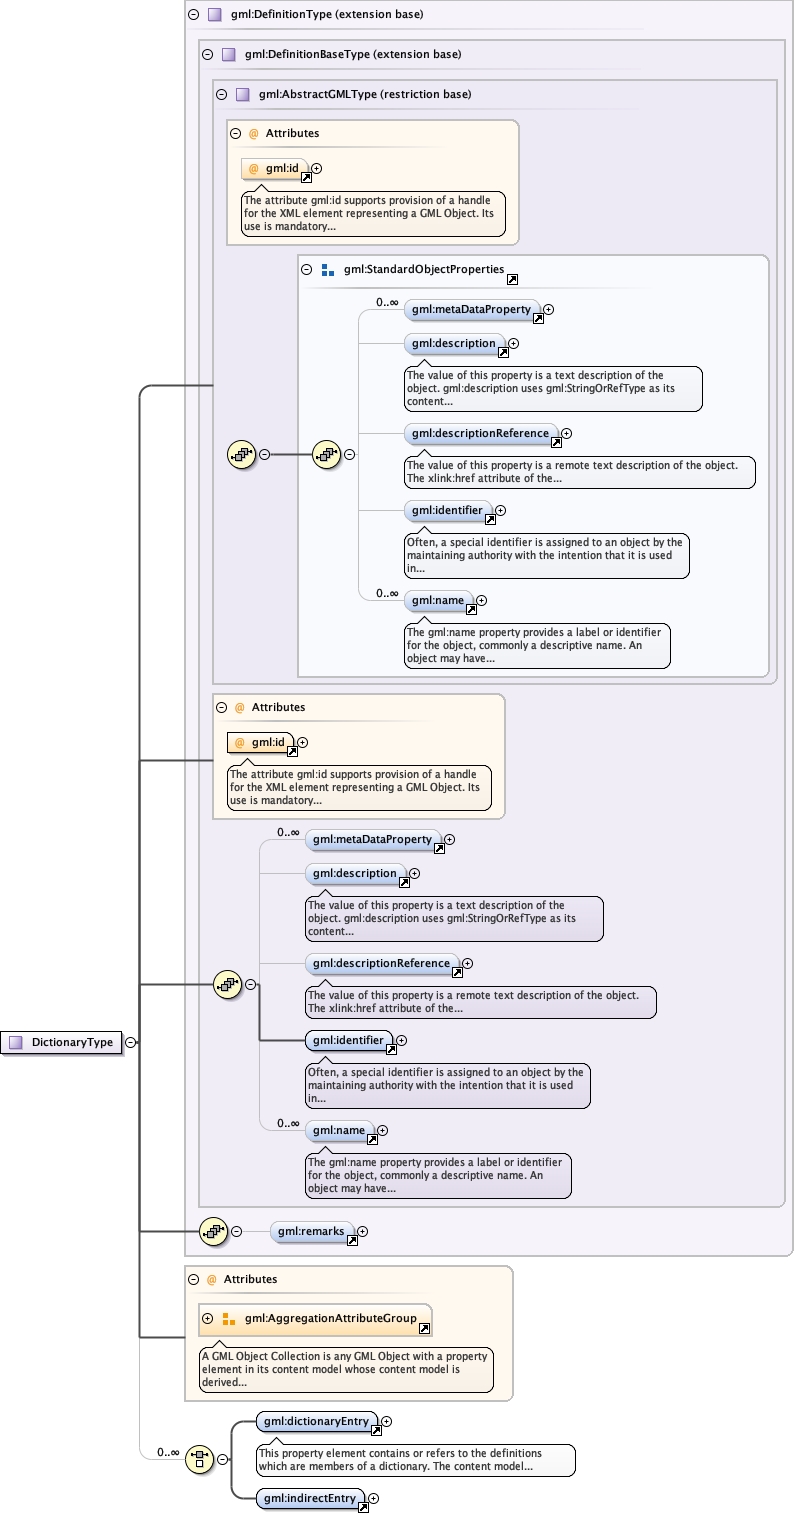 gml:DefinitionType (extension base)
gml:DefinitionBaseType (extension base)
gml:AbstractGMLType (restriction base)
@ Attributes
@ gml:id
The attribute gml:id supports provision of a handle
for the XML element representing a GML Object. Its
use is mandatory...
gml:StandardObjectProperties
0..∞
gml:metaDataProperty
gml:description
The value of this property is a text description of the
object. gml:description uses gml:StringOrRefType as its
content...
gml:descriptionReference
The value of this property is a remote text description of the object.
The xlink:href attribute of the...
gml:identifier
Often, a special identifier is assigned to an object by the
maintaining authority with the intention that it is used
in...
0..∞
gml:name
The gml:name property provides a label or identifier
for the object, commonly a descriptive name. An
object may have...
@ Attributes
@ gml:id
The attribute gml:id supports provision of a handle
for the XML element representing a GML Object. Its
use is mandatory...
0..∞
gml:metaDataProperty
gml:description
The value of this property is a text description of the
object. gml:description uses gml:StringOrRefType as its
content...
gml:descriptionReference
The value of this property is a remote text description of the object.
The xlink:href attribute of the...
DictionaryType
gml:identifier
Often, a special identifier is assigned to an object by the
maintaining authority with the intention that it is used
in...
0..∞
gml:name
The gml:name property provides a label or identifier
for the object, commonly a descriptive name. An
object may have...
gml:remarks
@ Attributes
gml:AggregationAttributeGroup
A GML Object Collection is any GML Object with a property
element in its content model whose content model is
derived...
0..∞
gml:dictionaryEntry
This property element contains or refers to the definitions
which are members of a dictionary. The content model...
gml:indirectEntry